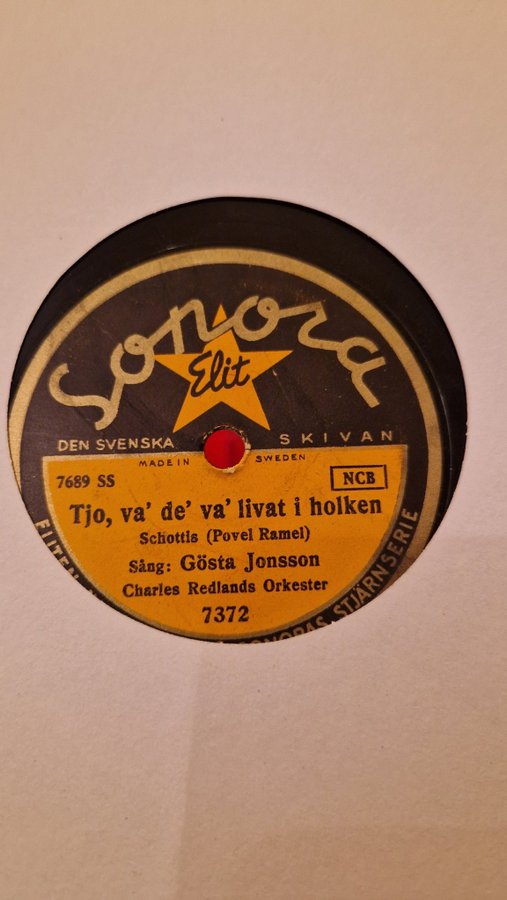 Sonora
Elit
DEN SVENSKA SKIVAN
MADE IN SWEDEN
7689 SS NCB
Tjo, va' de' va' livat i holken
Schottis (Povel Ramel)
Sång: Gösta Jonsson
Charles Redlands Orkester
7372
SONORAS STJÄRNSERIE